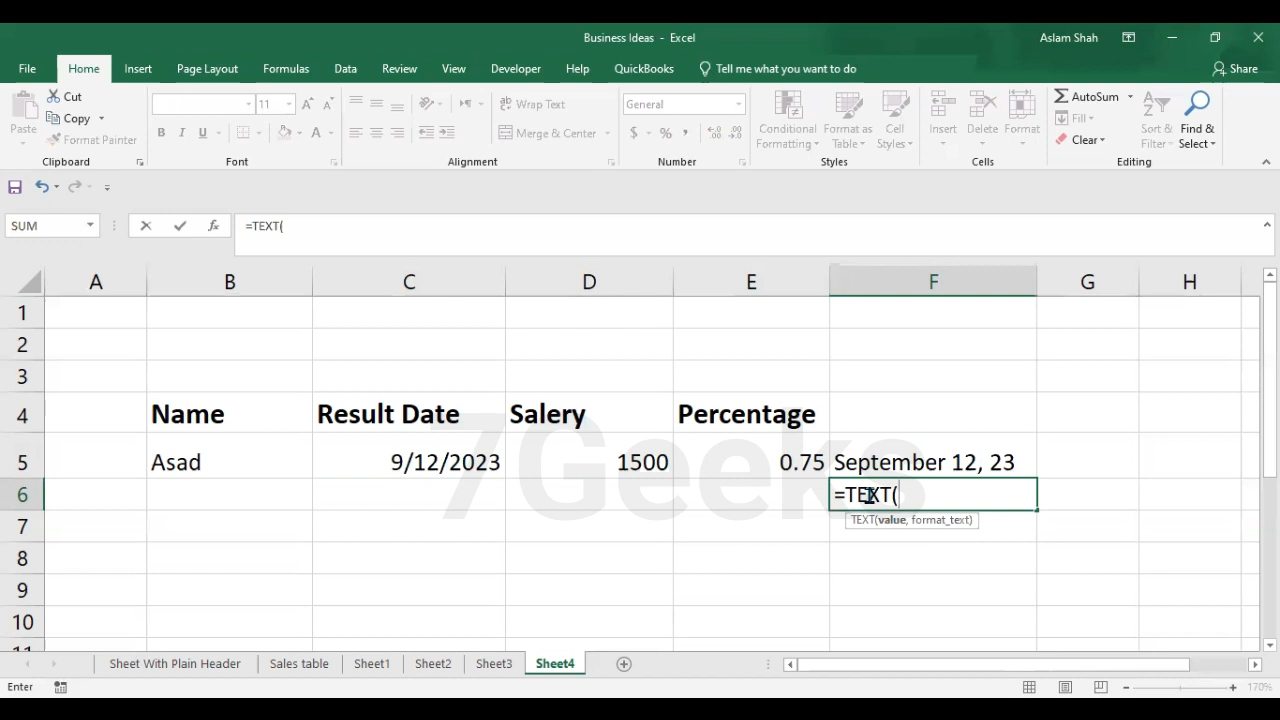 Business Ideas - Excel
Aslam Shah
File Home Insert Page Layout Formulas Data Review View Developer Help QuickBooks Tell me what you want to do Share
Paste
Cut
Copy
Format Painter
Clipboard
11
B I U
Font
Wrap Text
Merge & Center
Alignment
General
$ % ,
Number
Conditional Formatting
Format as Table
Cell Styles
Styles
Insert
Delete
Format
Cells
AutoSum
Fill
Clear
Sort & Filter
Find & Select
Editing
SUM
fx
=TEXT(
A B C D E F G H
1
2
3
4 Name Result Date Salery Percentage
5 Asad 9/12/2023 1500 0.75 September 12, 23
6 =TEXT(
TEXT(value, format_text)
7
8
9
10
11
7Geeks
Sheet With Plain Header Sales table Sheet1 Sheet2 Sheet3 Sheet4
Enter
170%